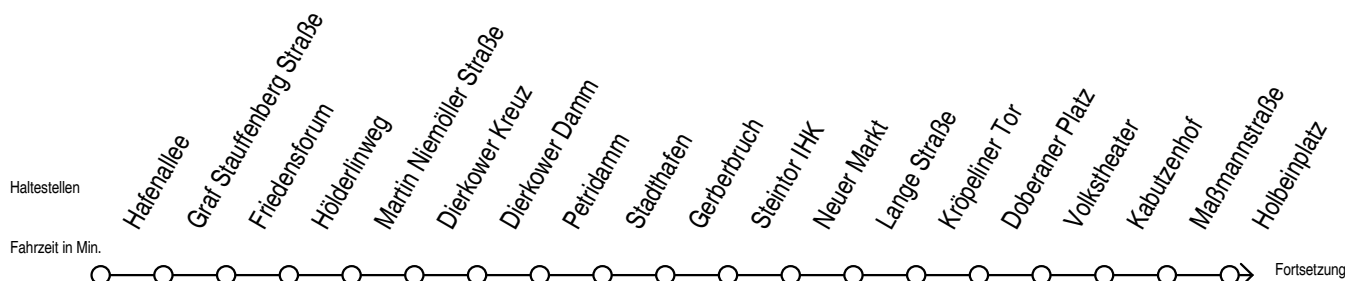 Haltestellen
Hafenallee
Graf Stauffenberg Straße
Friedensforum
Hölderlinweg
Martin Niemöller Straße
Dierkower Kreuz
Dierkower Damm
Petridamm
Stadthafen
Gerberbruch
Steintor IHK
Neuer Markt
Lange Straße
Kröpeliner Tor
Doberaner Platz
Volkstheater
Kabutzenhof
Maßmannstraße
Holbeinplatz
Fahrzeit in Min.
Fortsetzung